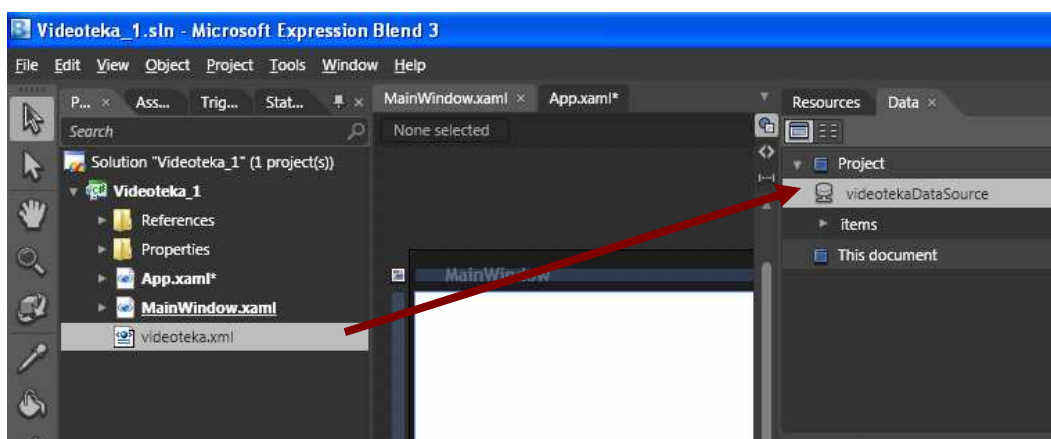 Videoteka_1.sln - Microsoft Expression Blend 3
File Edit View Object Project Tools Window Help
P... × Ass... Trig... Stat... ×
Search
Solution "Videoteka_1" (1 project(s))
Videoteka_1
References
Properties
App.xaml*
MainWindow.xaml
videoteka.xml
MainWindow.xaml × App.xaml*
None selected
MainWindow
Resources Data ×
Project
videotekaDataSource
items
This document